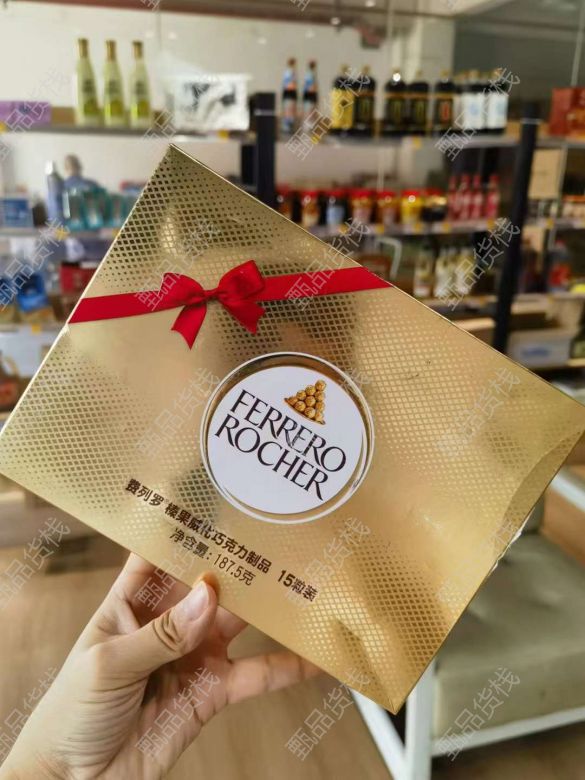 FERRERO
ROCHER
费列罗 榛果威化巧克力制品 15粒装
净含量:187.5克
甄品货栈